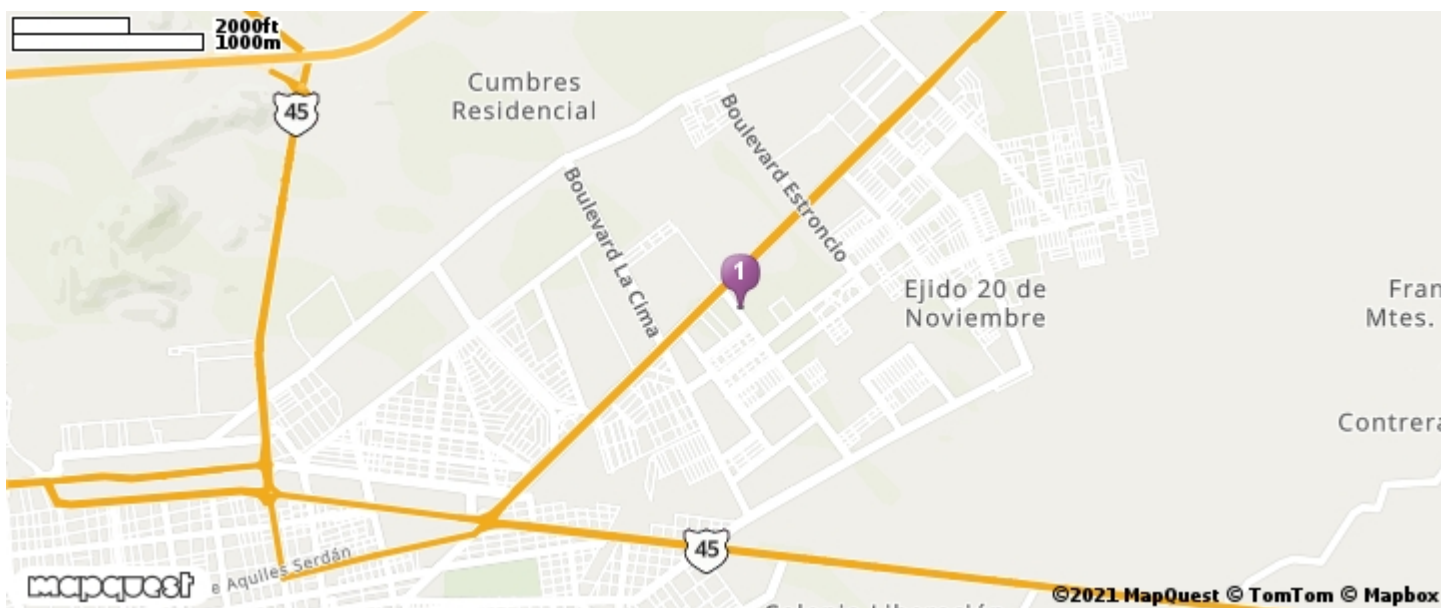 2000ft
1000m
45
Cumbres
Residencial
Boulevard Estroncio
Boulevard La Cima
1
Ejido 20 de
Noviembre
Fran
Mtes.
Contrera
45
e Aquiles Serdán
mapquest
©2021 MapQuest © TomTom © Mapbox